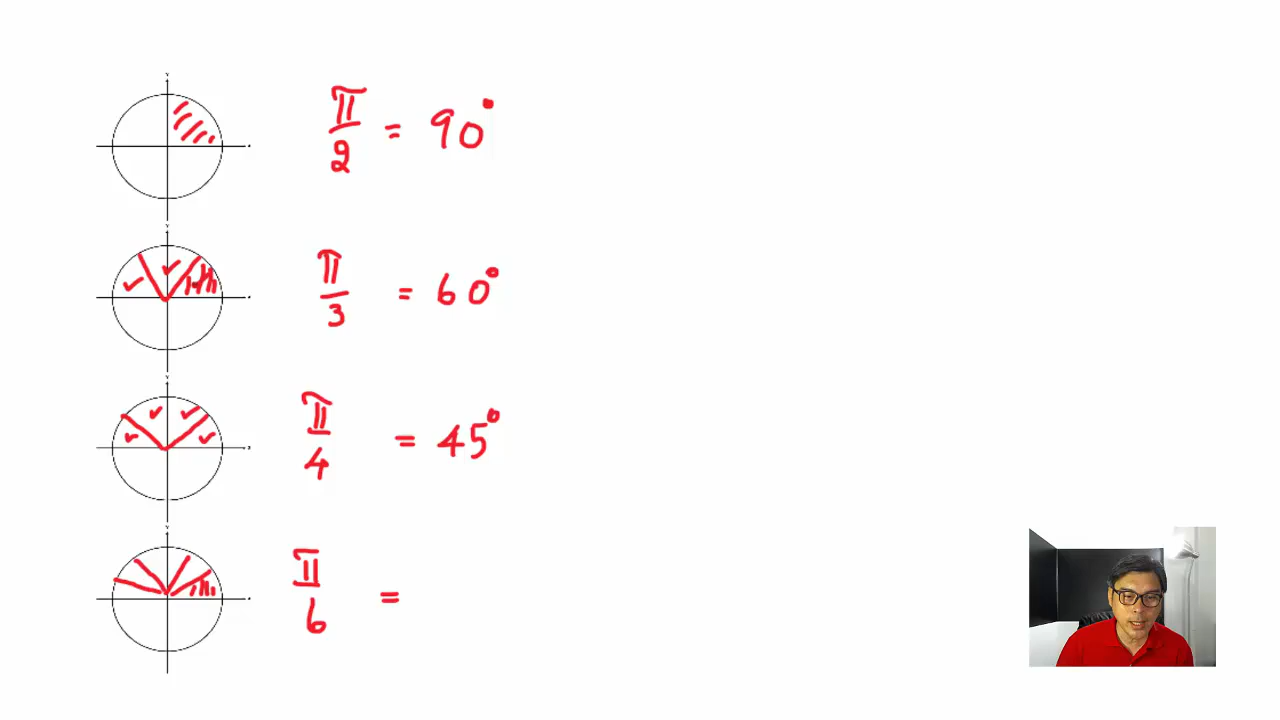 π/2 = 90°
π/3 = 60°
π/4 = 45°
π/6 =